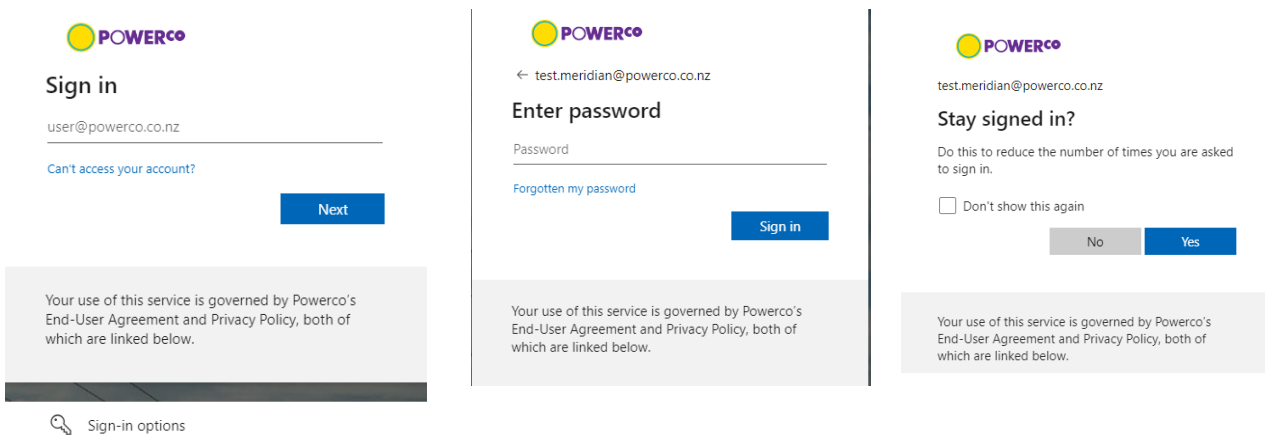 POWERCO
Sign in
user@powerco.co.nz
Can't access your account?
Next
Your use of this service is governed by Powerco's
End-User Agreement and Privacy Policy, both of
which are linked below.
Sign-in options
POWERCO
test.meridian@powerco.co.nz
Enter password
Password
Forgotten my password
Sign in
Your use of this service is governed by Powerco's
End-User Agreement and Privacy Policy, both of
which are linked below.
POWERCO
test.meridian@powerco.co.nz
Stay signed in?
Do this to reduce the number of times you are asked
to sign in.
Don't show this again
No
Yes
Your use of this service is governed by Powerco's
End-User Agreement and Privacy Policy, both of
which are linked below.